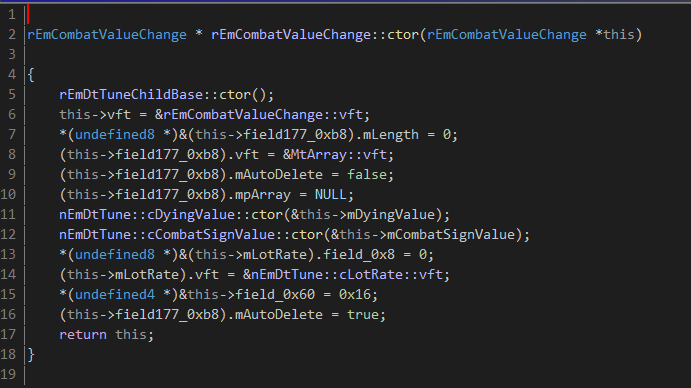 1
2 rEmCombatValueChange * rEmCombatValueChange::ctor(rEmCombatValueChange *this)
3
4 {
5     rEmDtTuneChildBase::ctor();
6     this->vft = &rEmCombatValueChange::vft;
7     *(undefined8 *)&(this->field177_0xb8).mLength = 0;
8     (this->field177_0xb8).vft = &MtArray::vft;
9     (this->field177_0xb8).mAutoDelete = false;
10     (this->field177_0xb8).mpArray = NULL;
11     nEmDtTune::cDyingValue::ctor(&this->mDyingValue);
12     nEmDtTune::cCombatSignValue::ctor(&this->mCombatSignValue);
13     *(undefined8 *)&(this->mLotRate).field_0x8 = 0;
14     (this->mLotRate).vft = &nEmDtTune::cLotRate::vft;
15     *(undefined4 *)&this->field_0x60 = 0x16;
16     (this->field177_0xb8).mAutoDelete = true;
17     return this;
18 }
19